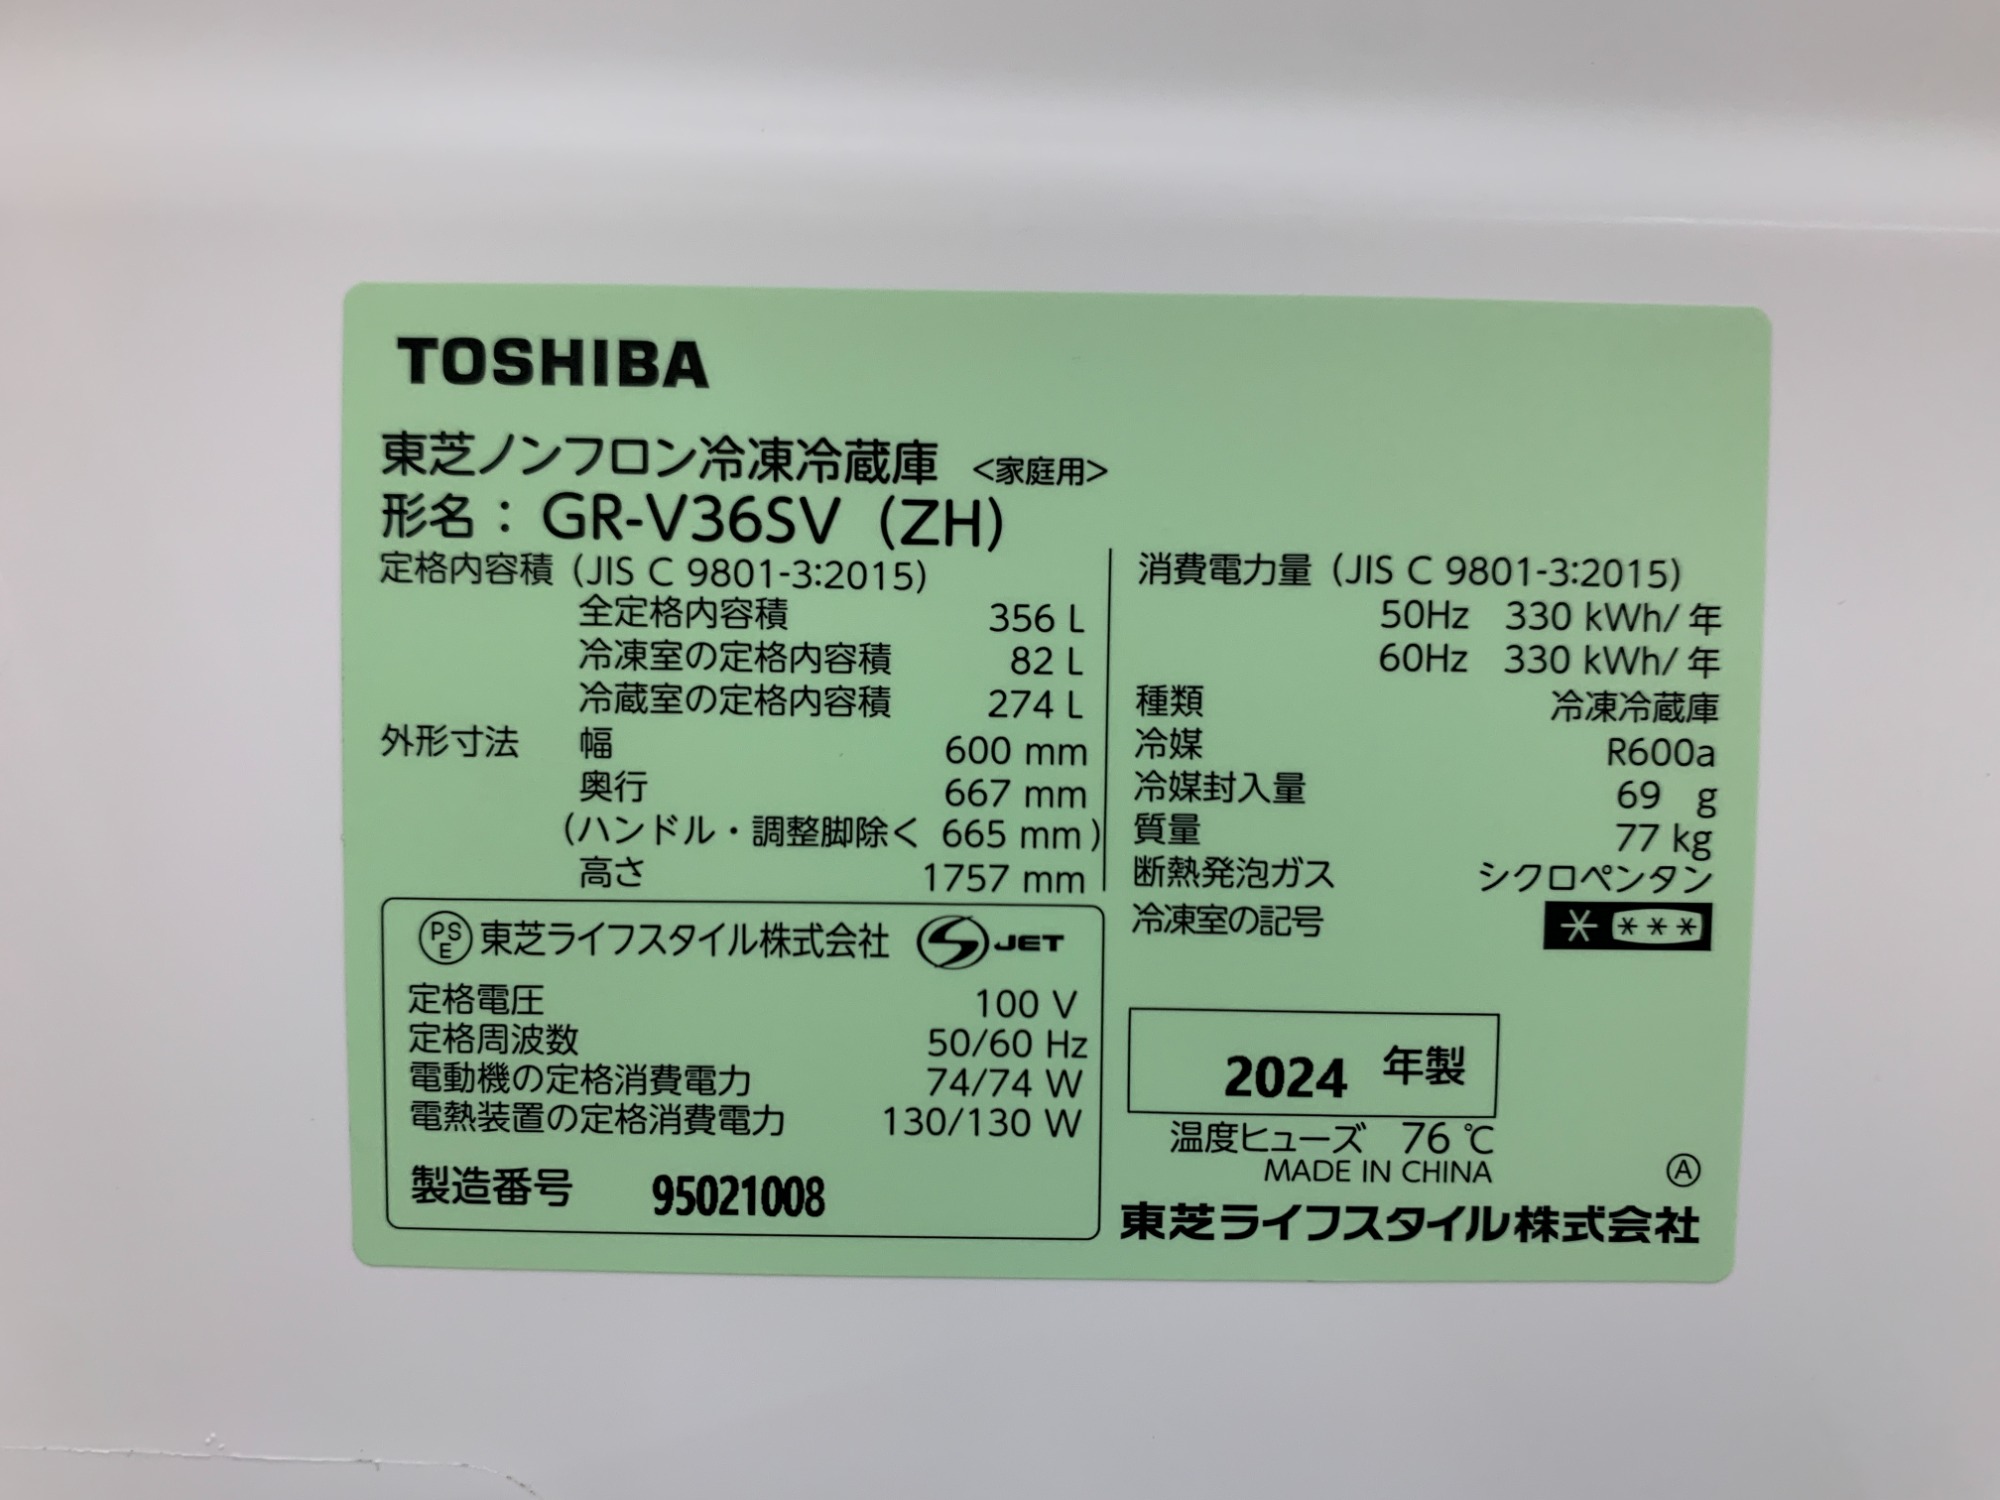 TOSHIBA
東芝ノンフロン冷凍冷蔵庫 <家庭用>
形名： GR-V36SV (ZH)
定格内容積 (JIS C 9801-3:2015)
全定格内容積 356 L
冷凍室の定格内容積 82 L
冷蔵室の定格内容積 274 L
外形寸法 幅 600 mm
奥行 667 mm
(ハンドル・調整脚除く 665 mm)
高さ 1757 mm
PSE 東芝ライフスタイル株式会社 S JET
定格電圧 100 V
定格周波数 50/60 Hz
電動機の定格消費電力 74/74 W
電熱装置の定格消費電力 130/130 W
製造番号 95021008
消費電力量 (JIS C 9801-3:2015)
50Hz 330 kWh/年
60Hz 330 kWh/年
種類 冷凍冷蔵庫
冷媒 R600a
冷媒封入量 69 g
質量 77 kg
断熱発泡ガス シクロペンタン
冷凍室の記号 * ***
2024 年製
温度ヒューズ 76 ℃
MADE IN CHINA Ⓐ
東芝ライフスタイル株式会社